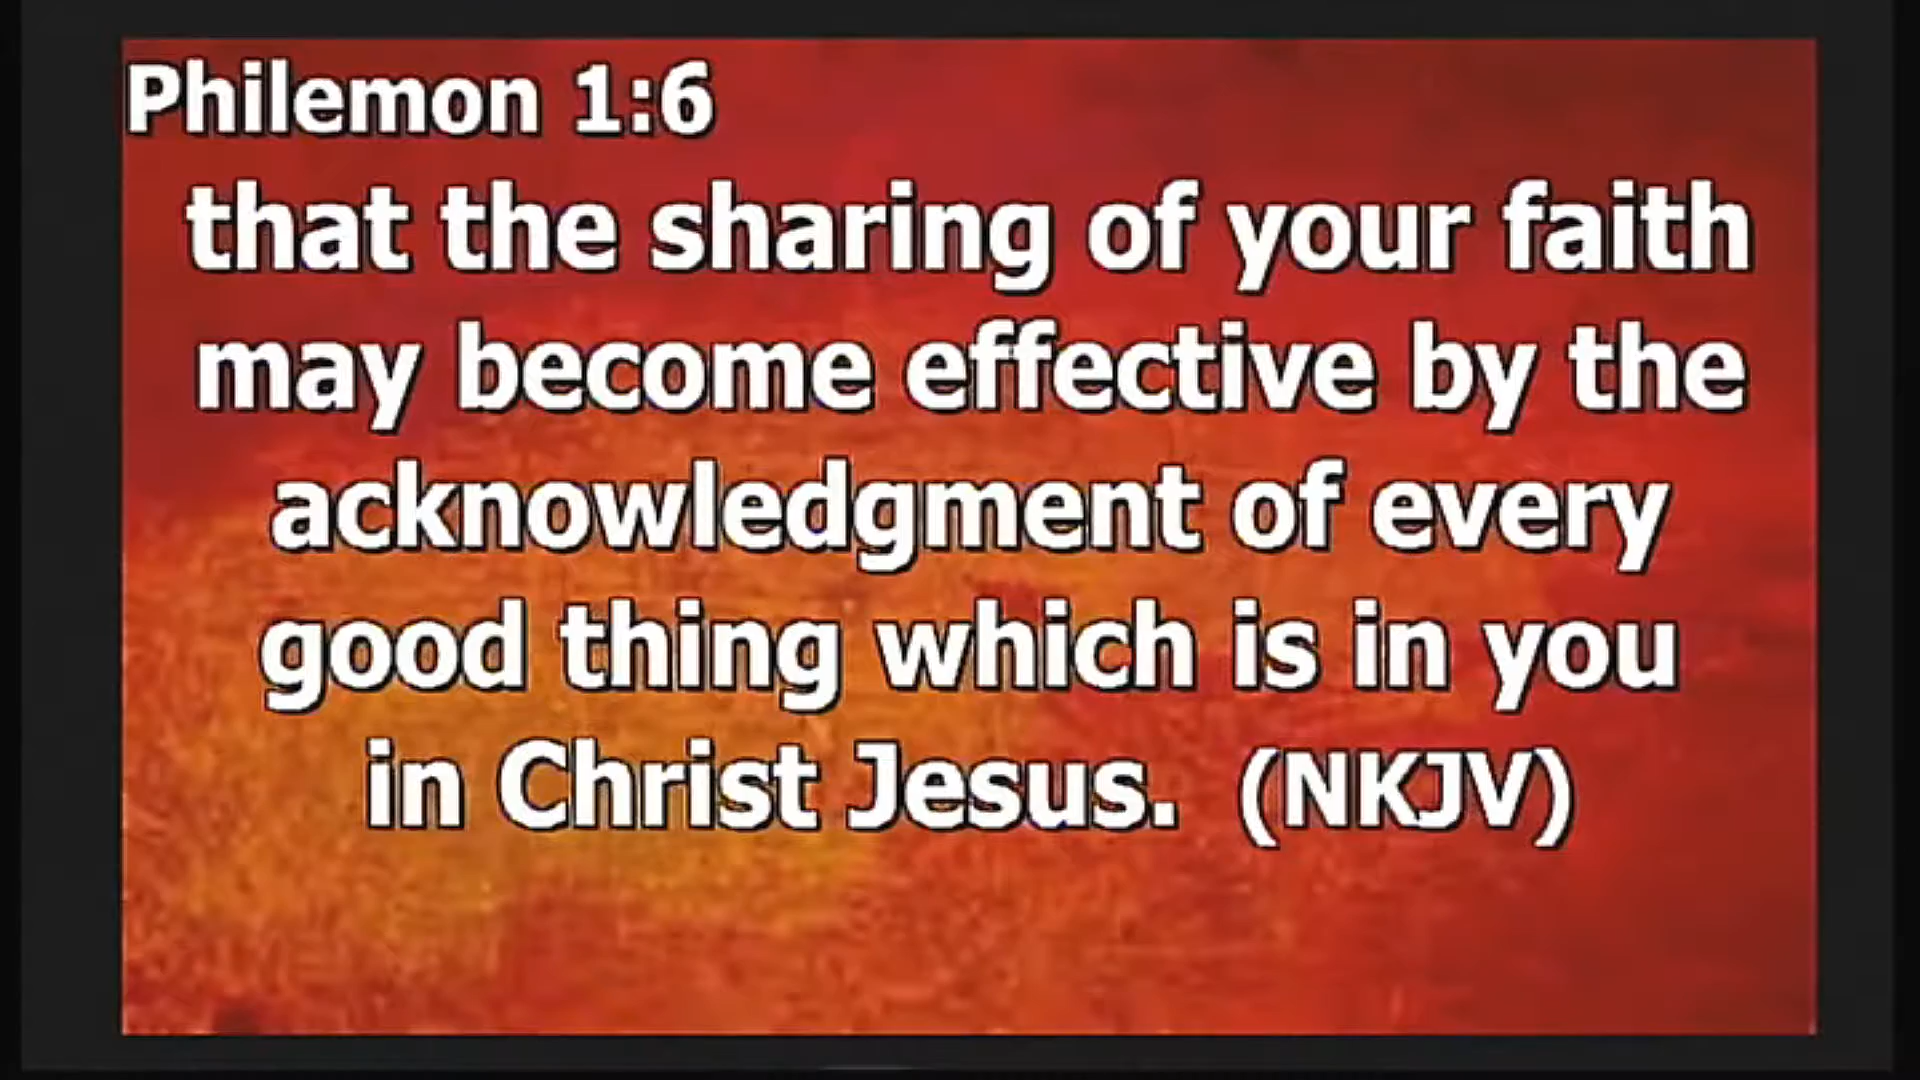 Philemon 1:6
that the sharing of your faith
may become effective by the
acknowledgment of every
good thing which is in you
in Christ Jesus. (NKJV)